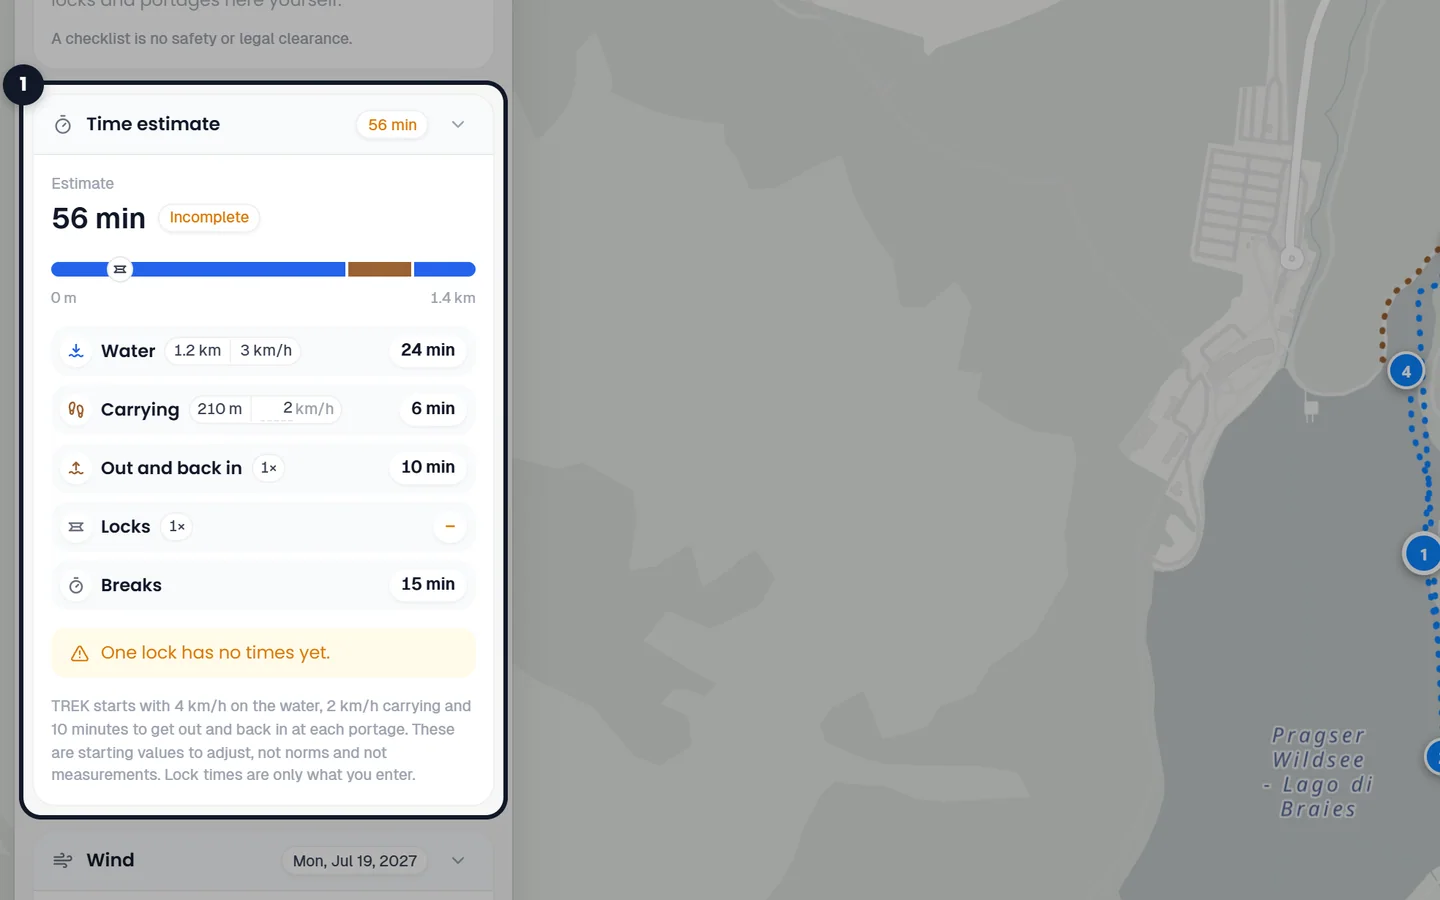 locks and portages here yourself.
A checklist is no safety or legal clearance.
1
Time estimate 56 min
Estimate
56 min Incomplete
0 m 1.4 km
Water 1.2 km 3 km/h 24 min
Carrying 210 m 2 km/h 6 min
Out and back in 1× 10 min
Locks 1× –
Breaks 15 min
One lock has no times yet.
TREK starts with 4 km/h on the water, 2 km/h carrying and
10 minutes to get out and back in at each portage. These
are starting values to adjust, not norms and not
measurements. Lock times are only what you enter.
Wind Mon, Jul 19, 2027
4
1
Pragser
Wildsee
- Lago di
Braies